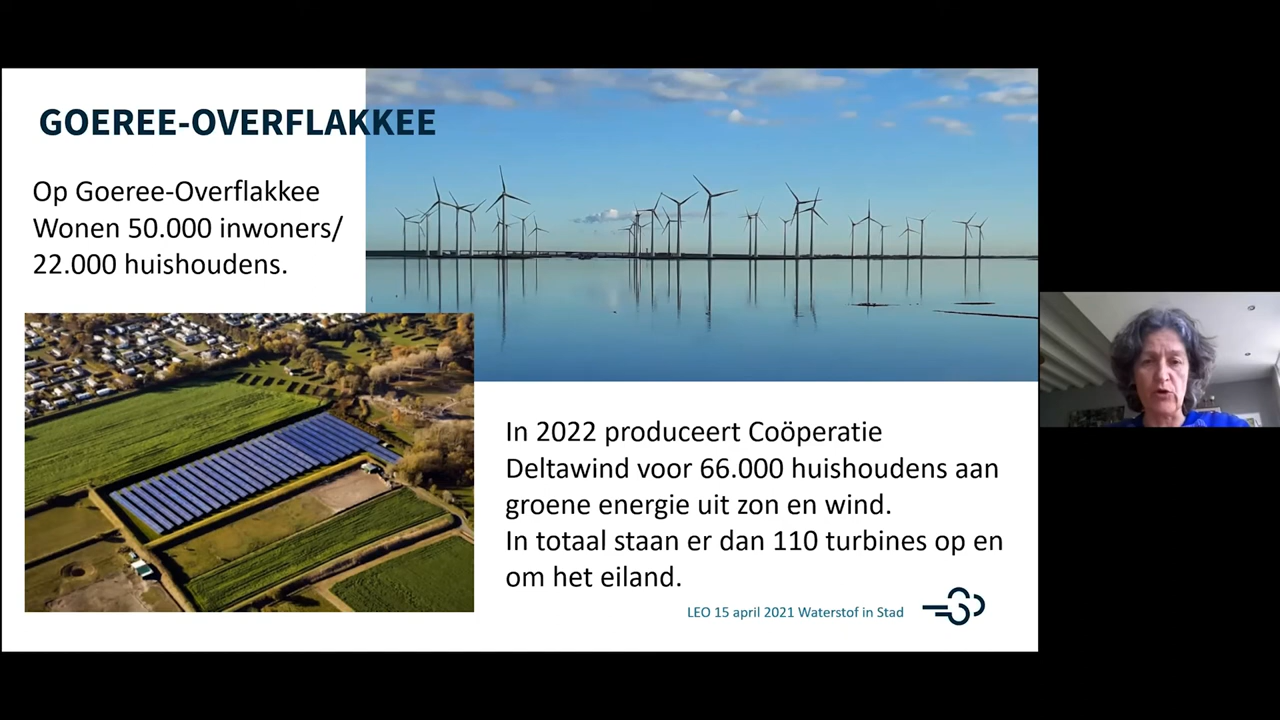 GOEREE-OVERFLAKKEE
Op Goeree-Overflakkee
Wonen 50.000 inwoners/
22.000 huishoudens.
In 2022 produceert Coöperatie
Deltawind voor 66.000 huishoudens aan
groene energie uit zon en wind.
In totaal staan er dan 110 turbines op en
om het eiland.
LEO 15 april 2021 Waterstof in Stad